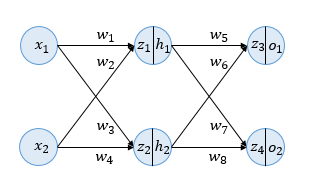 x₁ w₁ z₁ h₁ w₅ z₃ o₁
w₂ w₆
w₃ w₇
x₂ w₄ z₂ h₂ w₈ z₄ o₂